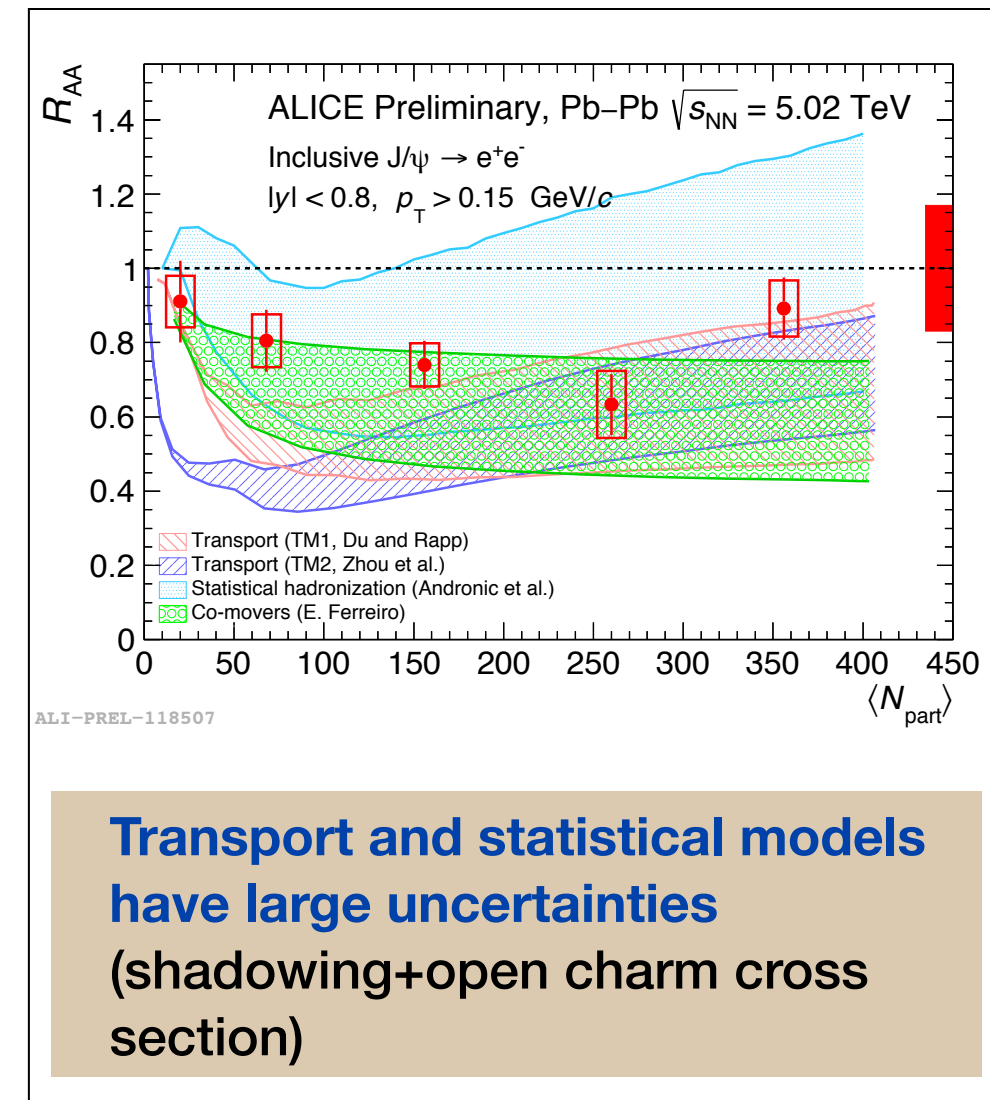 R_AA
ALICE Preliminary, Pb–Pb √s_NN = 5.02 TeV
Inclusive J/ψ → e⁺e⁻
|y| < 0.8, p_T > 0.15 GeV/c
1.4
1.2
1
0.8
0.6
0.4
0.2
0
Transport (TM1, Du and Rapp)
Transport (TM2, Zhou et al.)
Statistical hadronization (Andronic et al.)
Co-movers (E. Ferreiro)
0 50 100 150 200 250 300 350 400 450
⟨N_part⟩
ALI-PREL-118507
Transport and statistical models
have large uncertainties
(shadowing+open charm cross
section)